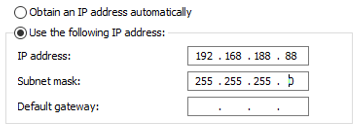 Obtain an IP address automatically
Use the following IP address:
IP address: 192 . 168 . 188 . 88
Subnet mask: 255 . 255 . 255 .
Default gateway: . . .